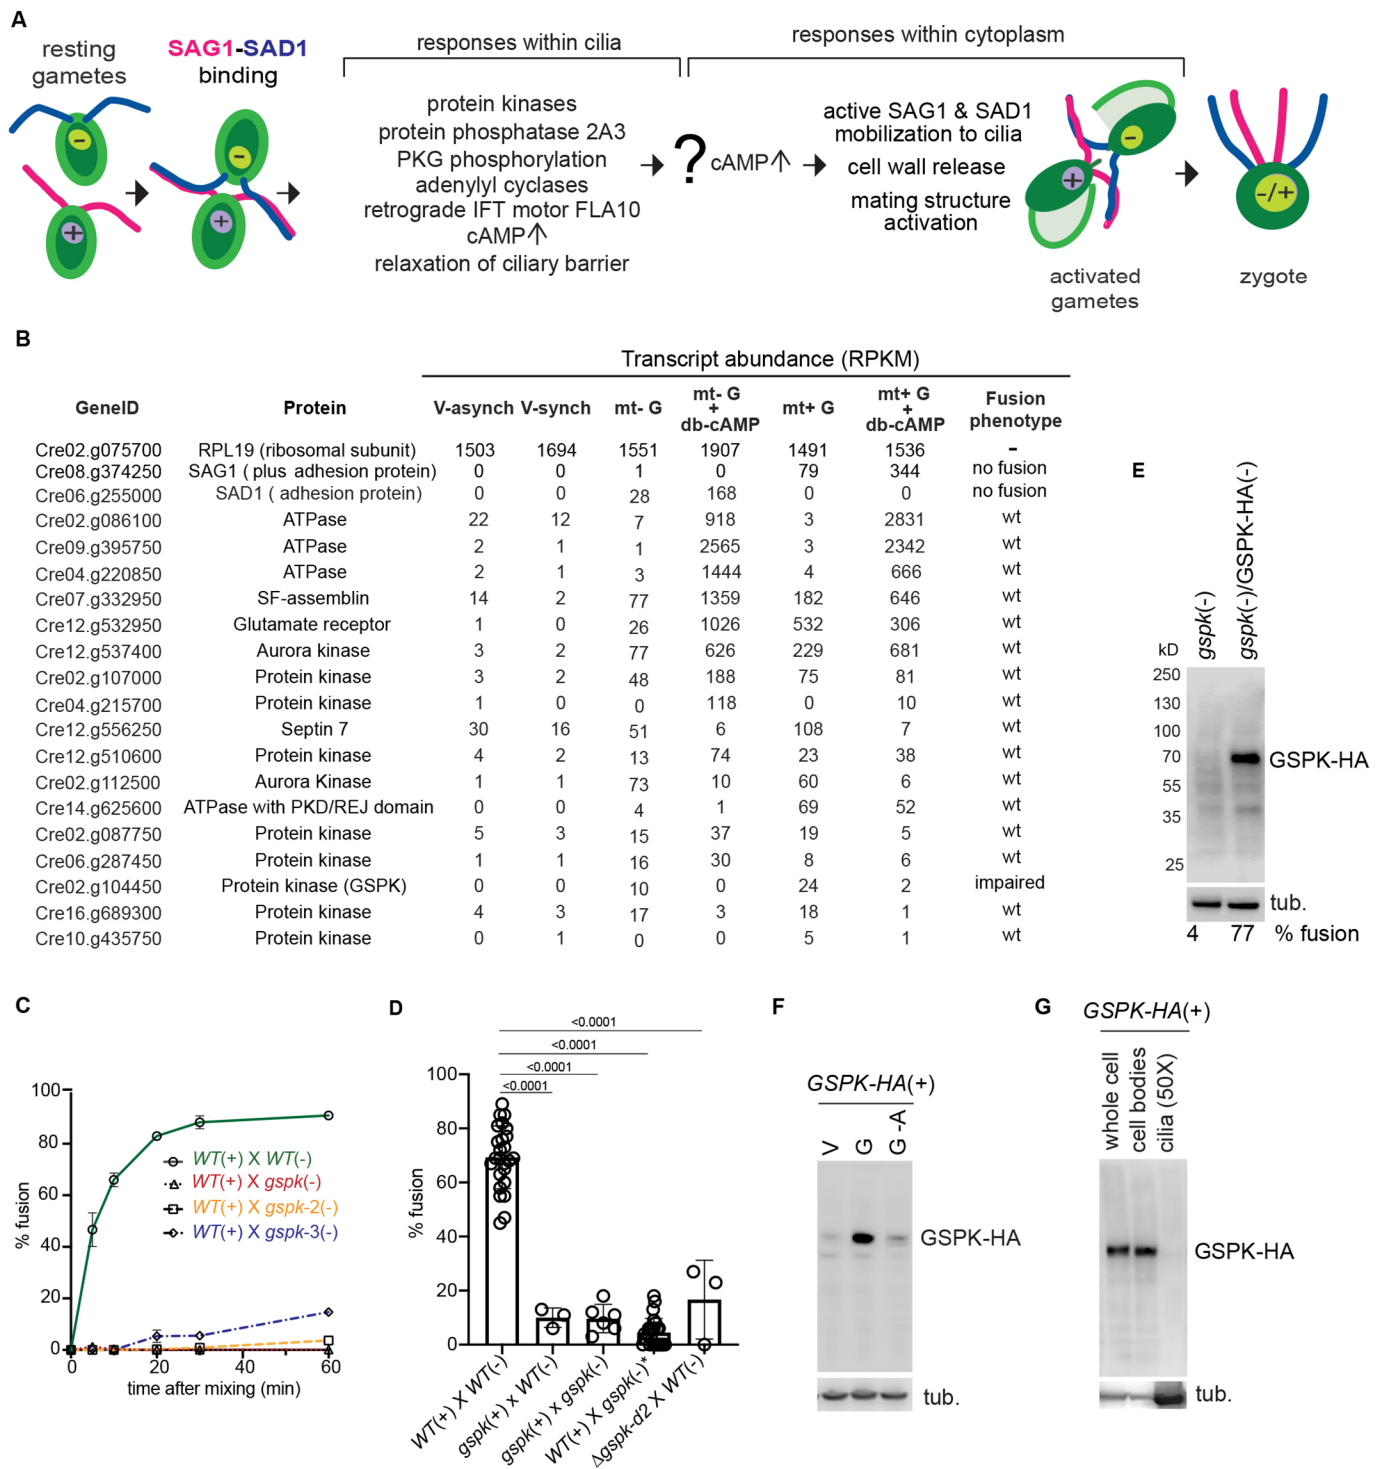 A
resting
gametes
SAG1-SAD1
binding
responses within cilia
responses within cytoplasm
protein kinases
protein phosphatase 2A3
PKG phosphorylation
adenylyl cyclases
retrograde IFT motor FLA10
cAMP↑
relaxation of ciliary barrier
?
cAMP↑
active SAG1 & SAD1
mobilization to cilia
cell wall release
mating structure
activation
activated
gametes
zygote
-
+
-
+
-
+
-/+
B
Transcript abundance (RPKM)
GeneID Protein V-asynch V-synch mt- G mt- G + db-cAMP mt+ G mt+ G + db-cAMP Fusion phenotype
Cre02.g075700 RPL19 (ribosomal subunit) 1503 1694 1551 1907 1491 1536 -
Cre08.g374250 SAG1 ( plus adhesion protein) 0 0 1 0 79 344 no fusion
Cre06.g255000 SAD1 ( adhesion protein) 0 0 28 168 0 0 no fusion
Cre02.g086100 ATPase 22 12 7 918 3 2831 wt
Cre09.g395750 ATPase 2 1 1 2565 3 2342 wt
Cre04.g220850 ATPase 2 1 3 1444 4 666 wt
Cre07.g332950 SF-assemblin 14 2 77 1359 182 646 wt
Cre12.g532950 Glutamate receptor 1 0 26 1026 532 306 wt
Cre12.g537400 Aurora kinase 3 2 77 626 229 681 wt
Cre02.g107000 Protein kinase 3 2 48 188 75 81 wt
Cre04.g215700 Protein kinase 1 0 0 118 0 10 wt
Cre12.g556250 Septin 7 30 16 51 6 108 7 wt
Cre12.g510600 Protein kinase 4 2 13 74 23 38 wt
Cre02.g112500 Aurora Kinase 1 1 73 10 60 6 wt
Cre14.g625600 ATPase with PKD/REJ domain 0 0 4 1 69 52 wt
Cre02.g087750 Protein kinase 5 3 15 37 19 5 wt
Cre06.g287450 Protein kinase 1 1 16 30 8 6 wt
Cre02.g104450 Protein kinase (GSPK) 0 0 10 0 24 2 impaired
Cre16.g689300 Protein kinase 4 3 17 3 18 1 wt
Cre10.g435750 Protein kinase 0 1 0 0 5 1 wt
E
gspk(-)
gspk(-)/GSPK-HA(-)
kD
250
130
100
70
55
35
25
GSPK-HA
tub.
4 77 % fusion
C
% fusion
100
80
60
40
20
0
0 20 40 60
time after mixing (min)
WT(+) X WT(-)
WT(+) X gspk(-)
WT(+) X gspk-2(-)
WT(+) X gspk-3(-)
D
<0.0001
<0.0001
<0.0001
<0.0001
% fusion
100
80
60
40
20
0
WT(+) X WT(-)
gspk(+) x WT(-)
gspk(+) x gspk(-)
WT(+) X gspk(-)*
Δgspk-d2 X WT(-)
F
GSPK-HA(+)
V
G
G -A
GSPK-HA
tub.
G
GSPK-HA(+)
whole cell
cell bodies
cilia (50X)
GSPK-HA
tub.